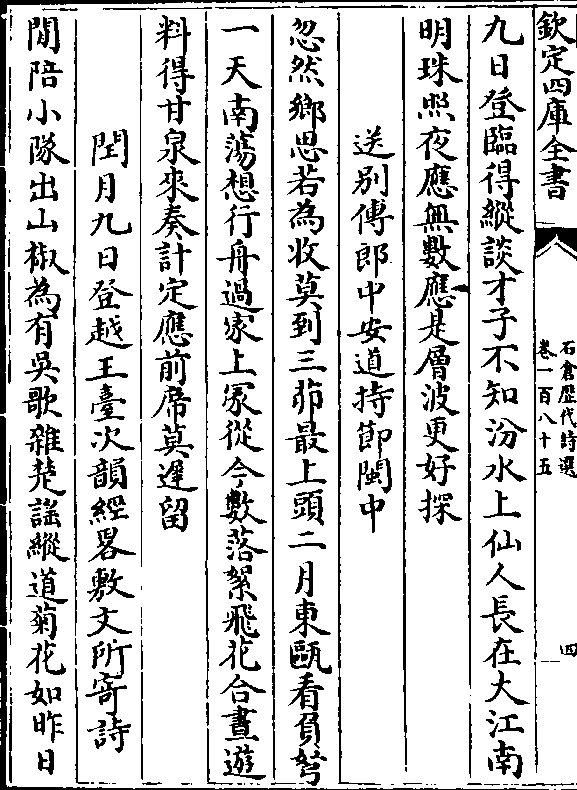 欽定四庫全書
石倉歷代詩選
卷一百八十五
四
九日登臨得縱談才子不知汾水上仙人長在大江南
明珠照夜應無數應是層波更好探
送別傅郎中安道持節閩中
忽然鄉思若為收莫到三茆最上頭二月東甌看負弩
一天南蕩想行舟過家上冢從今數落絮飛花合晝遊
料得甘泉來奏計定應前席莫遲留
閏月九日登越王臺次韻經畧敷文所寄詩
閒陪小隊出山椒為有吳歌雜楚謠縱道菊花如昨日